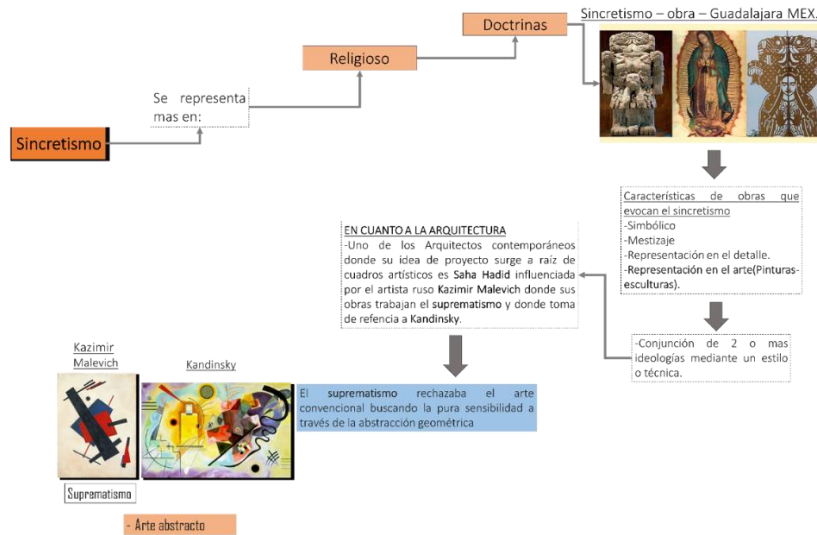 Sincretismo
Se representa
mas en:
Religioso
Doctrinas
Sincretismo – obra – Guadalajara MEX.
Características de obras que
evocan el sincretismo
-Simbólico
-Mestizaje
-Representación en el detalle.
-Representación en el arte(Pinturas-
esculturas).
-Conjunción de 2 o mas
ideologías mediante un estilo
o técnica.
EN CUANTO A LA ARQUITECTURA
-Uno de los Arquitectos contemporáneos
donde su idea de proyecto surge a raíz de
cuadros artísticos es Saha Hadid influenciada
por el artista ruso Kazimir Malevich donde sus
obras trabajan el suprematismo y donde toma
de refencia a Kandinsky.
El suprematismo rechazaba el arte
convencional buscando la pura sensibilidad a
través de la abstracción geométrica
Kazimir
Malevich
Kandinsky
Suprematismo
- Arte abstracto